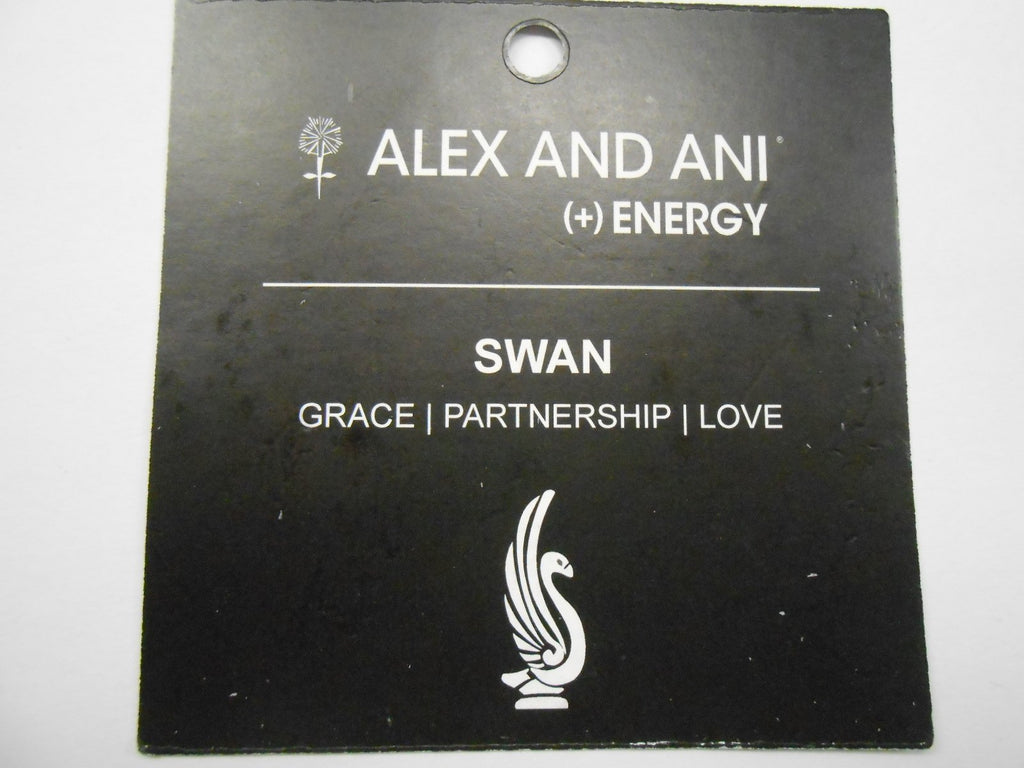 ALEX AND ANI®
(+) ENERGY
SWAN
GRACE | PARTNERSHIP | LOVE